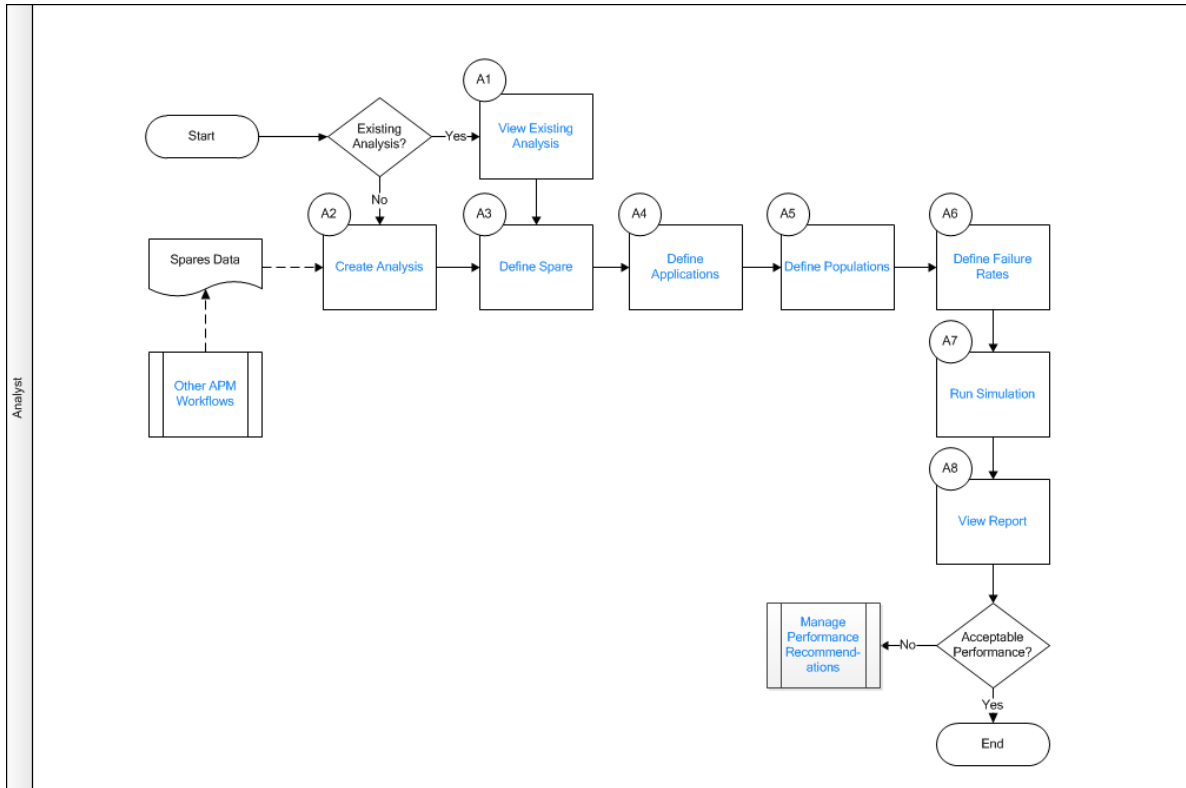 Analyst
Start
Existing
Analysis?
Yes
No
A1
View Existing
Analysis
A2
Create Analysis
A3
Define Spare
A4
Define
Applications
A5
Define Populations
A6
Define Failure
Rates
Spares Data
Other APM
Workflows
A7
Run Simulation
A8
View Report
Acceptable
Performance?
No
Manage
Performance
Recommend-
ations
Yes
End